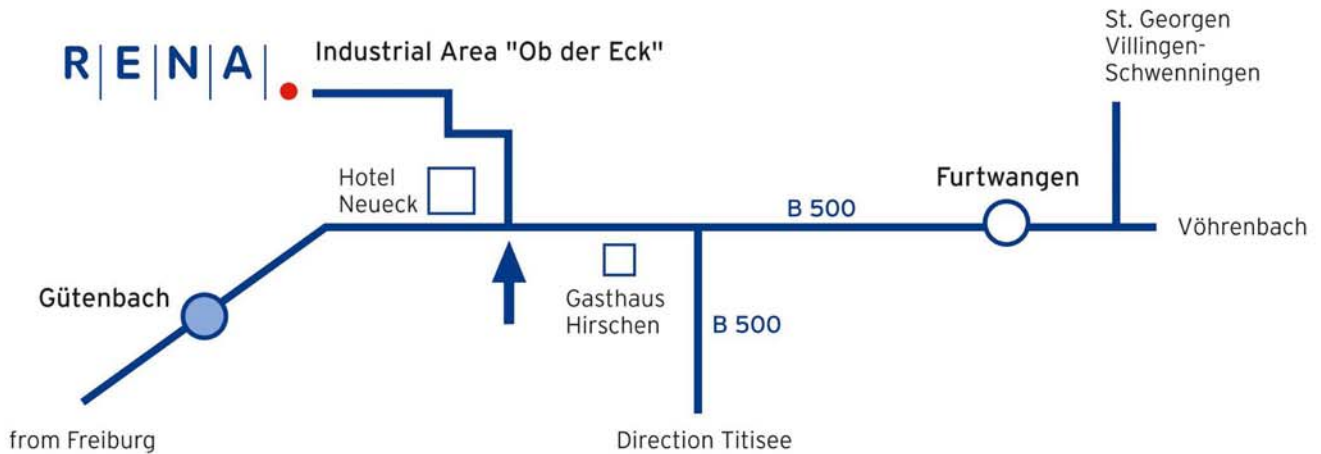 St. Georgen
Villingen-
Schwenningen
R|E|N|A|.
Industrial Area "Ob der Eck"
Hotel
Neueck
Furtwangen
B 500
Vöhrenbach
Gütenbach
Gasthaus
Hirschen
B 500
from Freiburg
Direction Titisee